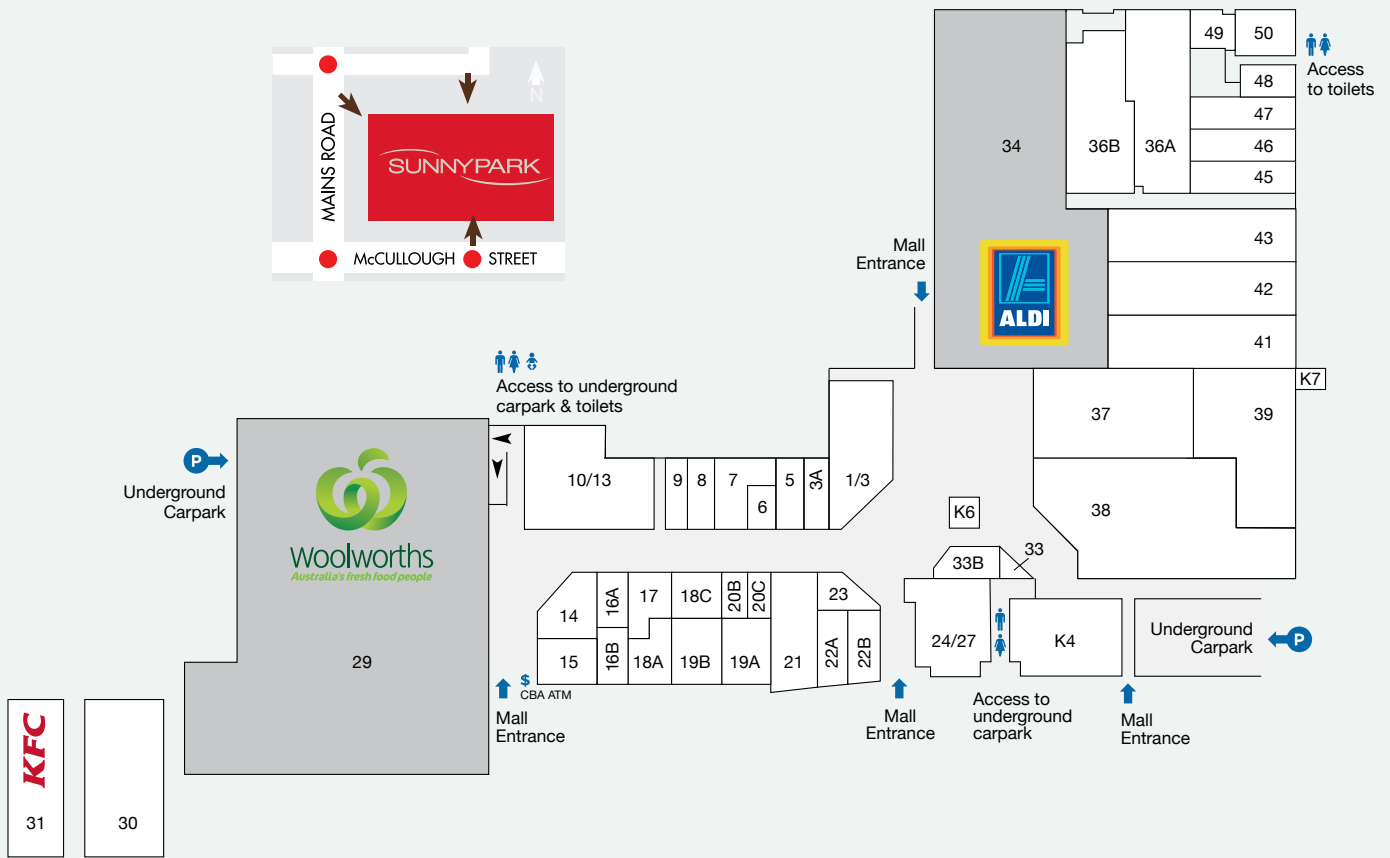 MAINS ROAD
N
SUNNYPARK
McCULLOUGH
STREET
34
36B
36A
49
50
Access
to toilets
48
47
46
45
43
42
41
Mall
Entrance
ALDI
K7
37
39
38
Access to underground
carpark & toilets
P
Underground
Carpark
Woolworths
Australia's fresh food people
29
10/13
9
8
7
6
5
3A
1/3
K6
33B
33
14
16A
17
18C
20B
20C
23
15
16B
18A
19B
19A
21
22A
22B
24/27
K4
Underground
Carpark
P
$
CBA ATM
Mall
Entrance
Mall
Entrance
Access to
underground
carpark
Mall
Entrance
KFC
31
30